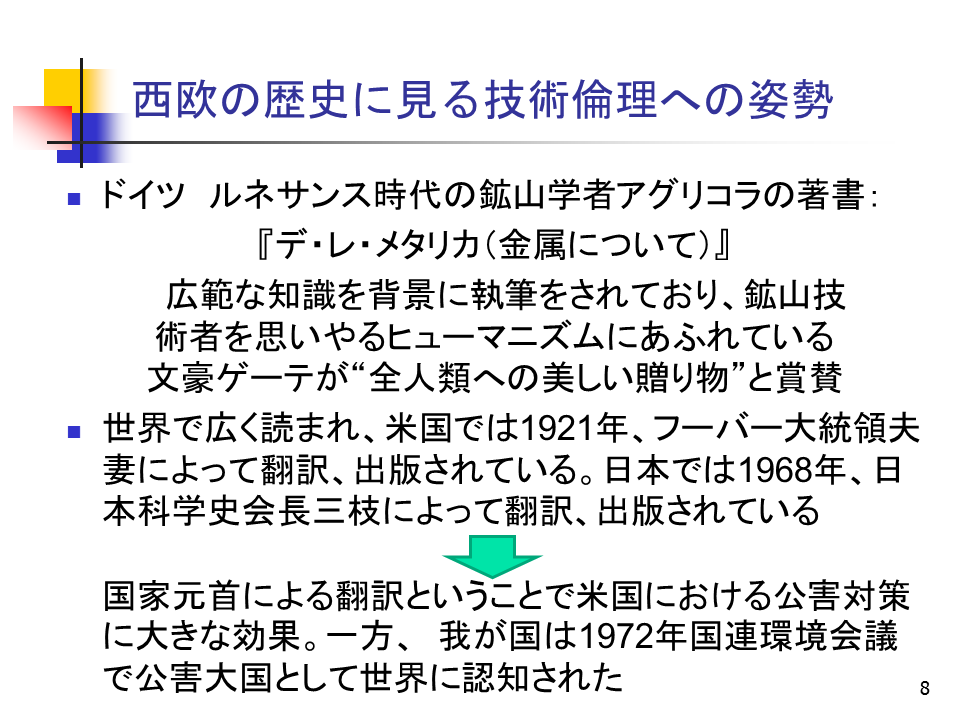 西欧の歴史に見る技術倫理への姿勢
ドイツ　ルネサンス時代の鉱山学者アグリコラの著書：
『デ・レ・メタリカ（金属について）』
広範な知識を背景に執筆をされており、鉱山技
術者を思いやるヒューマニズムにあふれている
文豪ゲーテが“全人類への美しい贈り物”と賞賛
世界で広く読まれ、米国では1921年、フーバー大統領夫
妻によって翻訳、出版されている。日本では1968年、日
本科学史会長三枝によって翻訳、出版されている
国家元首による翻訳ということで米国における公害対策
に大きな効果。一方、　我が国は1972年国連環境会議
で公害大国として世界に認知された
8